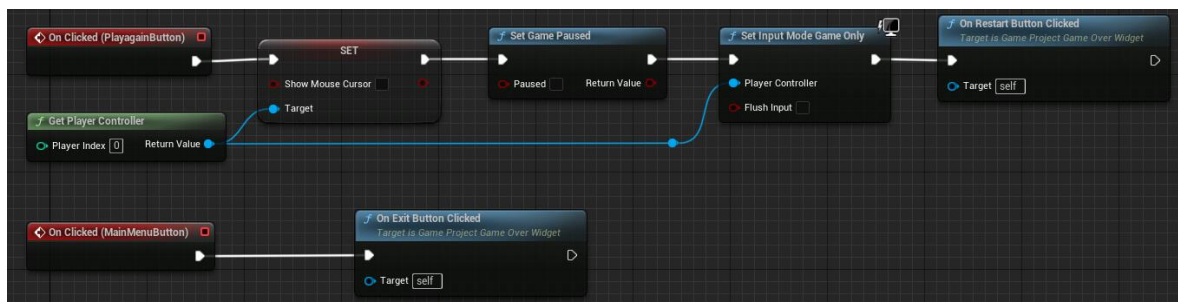 On Clicked (PlayagainButton)
SET
Show Mouse Cursor
Target
Set Game Paused
Paused
Return Value
Set Input Mode Game Only
Player Controller
Flush Input
On Restart Button Clicked
Target is Game Project Game Over Widget
Target self
Get Player Controller
Player Index 0 Return Value
On Clicked (MainMenuButton)
On Exit Button Clicked
Target is Game Project Game Over Widget
Target self